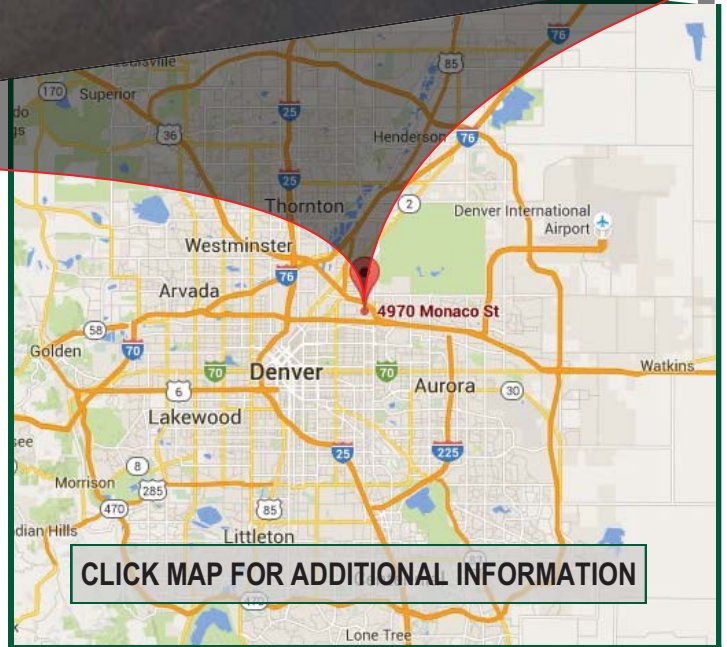 76
85
170
Superior
25
36
Henderson
76
25
Thornton
2
Denver International
Airport
Westminster
76
Arvada
4970 Monaco St
58
Golden
70
Watkins
70
Denver
70
Aurora
6
30
Lakewood
25
225
8
Morrison
285
470
85
Littleton
CLICK MAP FOR ADDITIONAL INFORMATION
470
Lone Tree